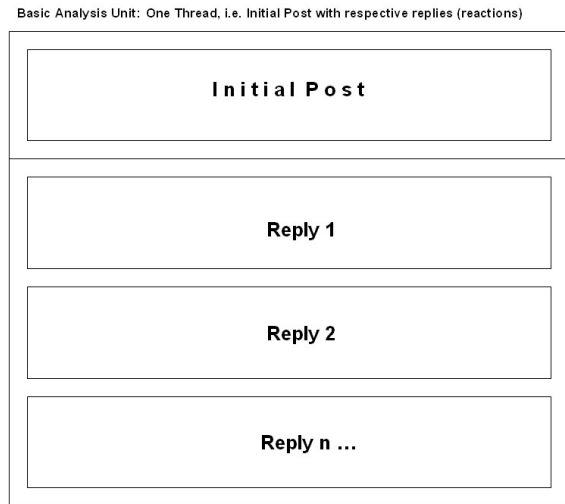 Basic Analysis Unit: One Thread, i.e. Initial Post with respective replies (reactions)
Initial Post
Reply 1
Reply 2
Reply n ...